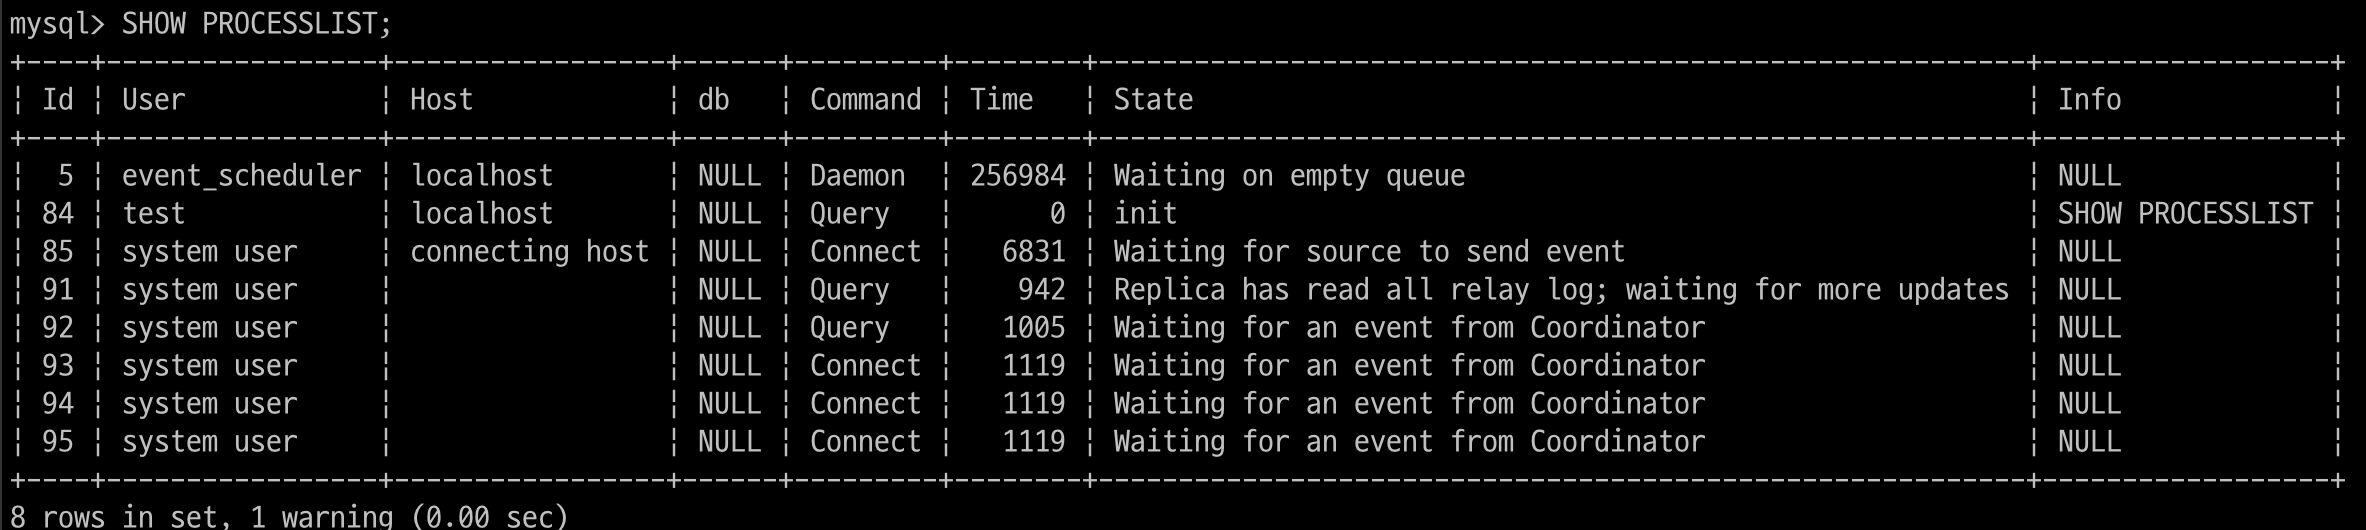 mysql> SHOW PROCESSLIST;
+----+-----------------+-----------------+------+---------+--------+----------------------------------------------------------+------------------+
| Id | User            | Host            | db   | Command | Time   | State                                                    | Info             |
+----+-----------------+-----------------+------+---------+--------+----------------------------------------------------------+------------------+
|  5 | event_scheduler | localhost       | NULL | Daemon  | 256984 | Waiting on empty queue                                   | NULL             |
| 84 | test            | localhost       | NULL | Query   |      0 | init                                                     | SHOW PROCESSLIST |
| 85 | system user     | connecting host | NULL | Connect |   6831 | Waiting for source to send event                         | NULL             |
| 91 | system user     |                 | NULL | Query   |    942 | Replica has read all relay log; waiting for more updates | NULL             |
| 92 | system user     |                 | NULL | Query   |   1005 | Waiting for an event from Coordinator                    | NULL             |
| 93 | system user     |                 | NULL | Connect |   1119 | Waiting for an event from Coordinator                    | NULL             |
| 94 | system user     |                 | NULL | Connect |   1119 | Waiting for an event from Coordinator                    | NULL             |
| 95 | system user     |                 | NULL | Connect |   1119 | Waiting for an event from Coordinator                    | NULL             |
+----+-----------------+-----------------+------+---------+--------+----------------------------------------------------------+------------------+
8 rows in set, 1 warning (0.00 sec)